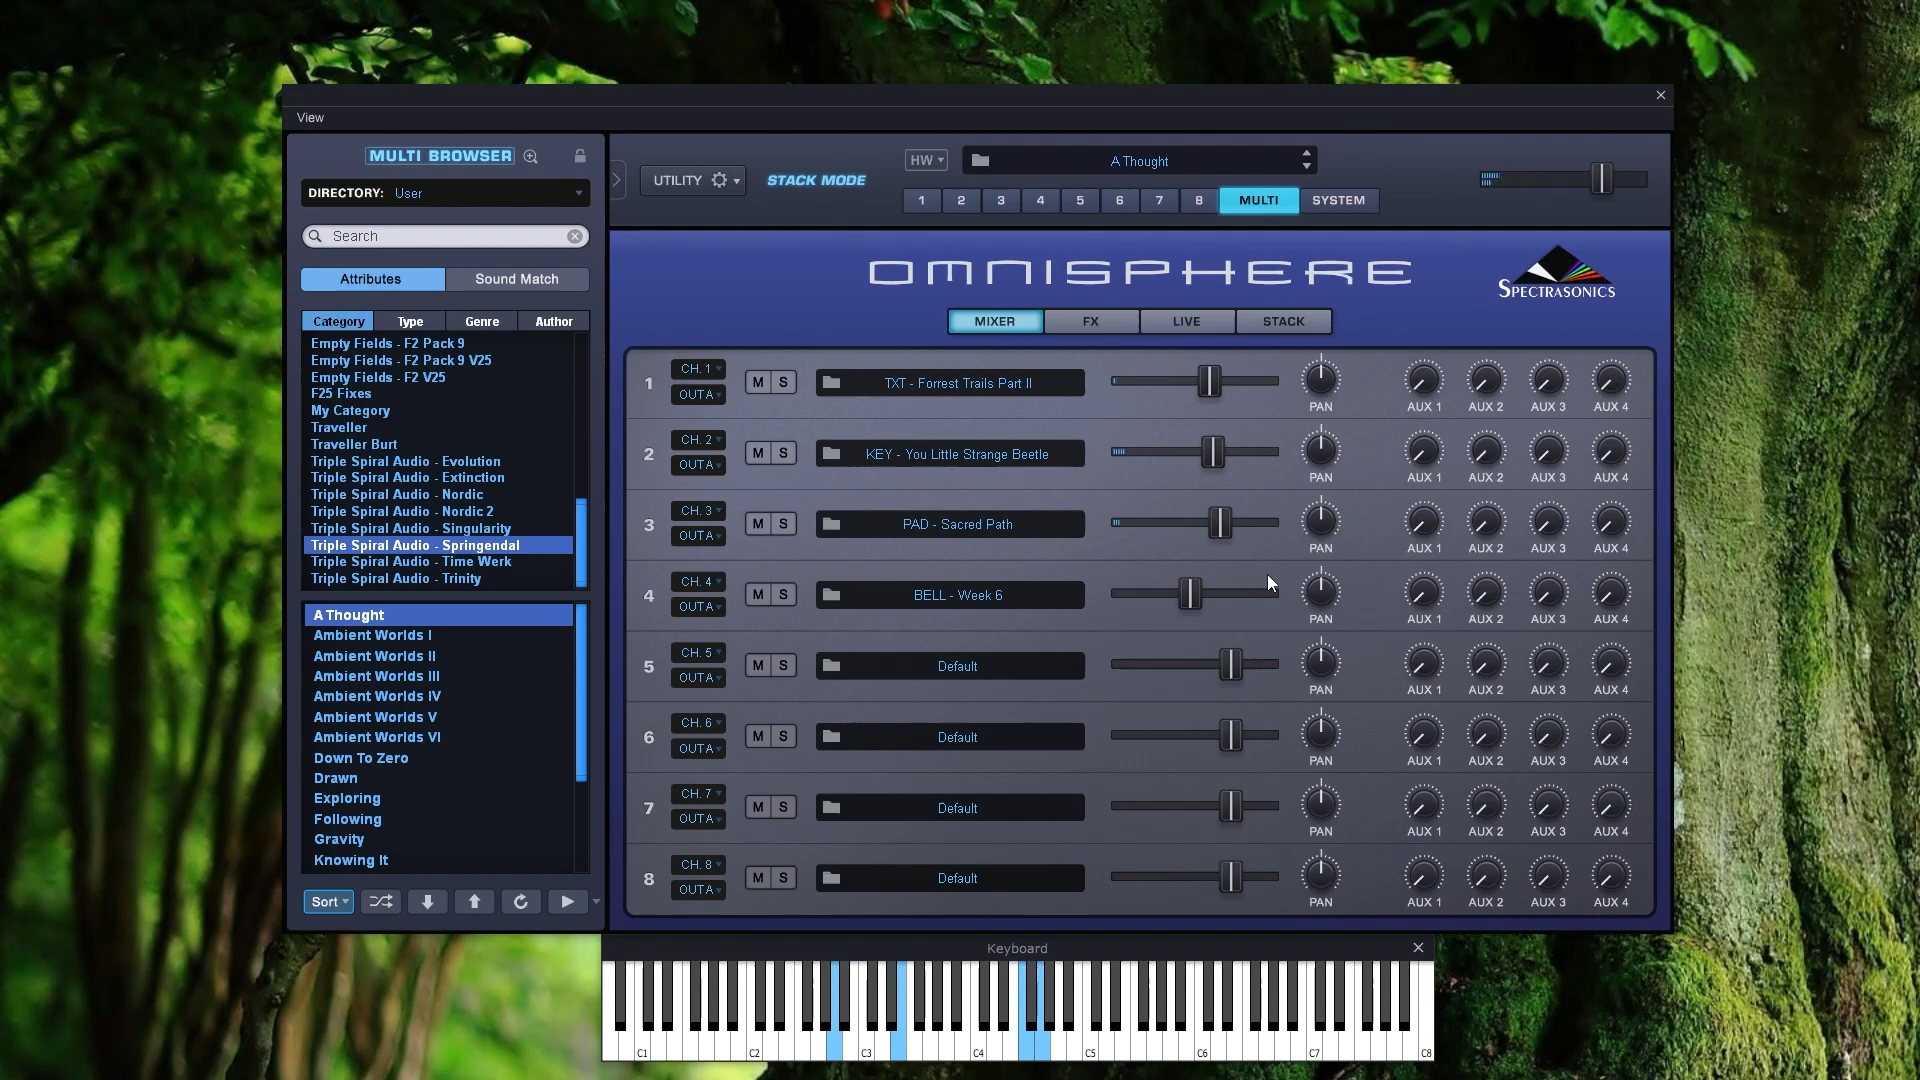 View
MULTI BROWSER
DIRECTORY: User
Search
Attributes Sound Match
Category Type Genre Author
Empty Fields - F2 Pack 9
Empty Fields - F2 Pack 9 V25
Empty Fields - F2 V25
F25 Fixes
My Category
Traveller
Traveller Burt
Triple Spiral Audio - Evolution
Triple Spiral Audio - Extinction
Triple Spiral Audio - Nordic
Triple Spiral Audio - Nordic 2
Triple Spiral Audio - Singularity
Triple Spiral Audio - Springendal
Triple Spiral Audio - Time Werk
Triple Spiral Audio - Trinity
A Thought
Ambient Worlds I
Ambient Worlds II
Ambient Worlds III
Ambient Worlds IV
Ambient Worlds V
Ambient Worlds VI
Down To Zero
Drawn
Exploring
Following
Gravity
Knowing It
Sort
UTILITY STACK MODE
HW A Thought
1 2 3 4 5 6 7 8 MULTI SYSTEM
OMNISPHERE
SPECTRASONICS
MIXER FX LIVE STACK
1 CH. 1 OUT A M S TXT - Forrest Trails Part II PAN AUX 1 AUX 2 AUX 3 AUX 4
2 CH. 2 OUT A M S KEY - You Little Strange Beetle PAN AUX 1 AUX 2 AUX 3 AUX 4
3 CH. 3 OUT A M S PAD - Sacred Path PAN AUX 1 AUX 2 AUX 3 AUX 4
4 CH. 4 OUT A M S BELL - Week 6 PAN AUX 1 AUX 2 AUX 3 AUX 4
5 CH. 5 OUT A M S Default PAN AUX 1 AUX 2 AUX 3 AUX 4
6 CH. 6 OUT A M S Default PAN AUX 1 AUX 2 AUX 3 AUX 4
7 CH. 7 OUT A M S Default PAN AUX 1 AUX 2 AUX 3 AUX 4
8 CH. 8 OUT A M S Default PAN AUX 1 AUX 2 AUX 3 AUX 4
Keyboard
C1 C2 C3 C4 C5 C6 C7 C8